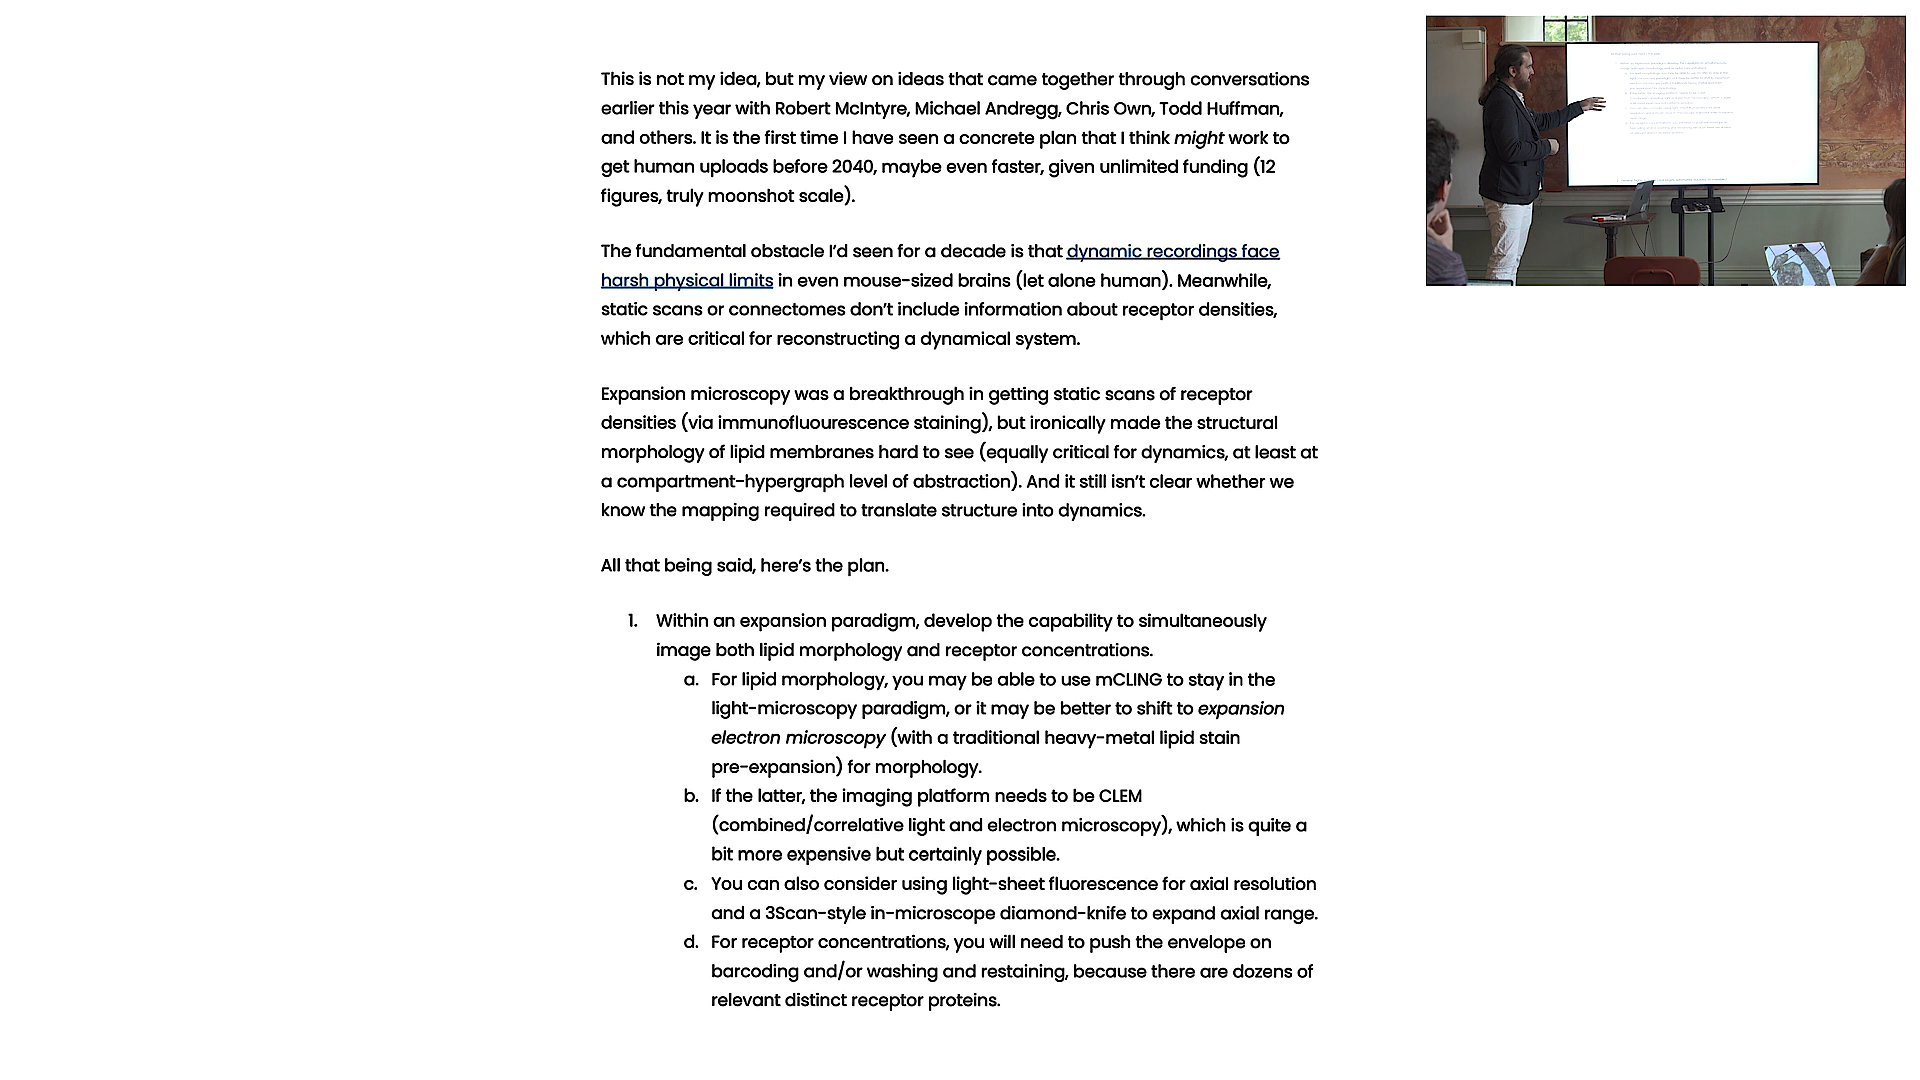 This is not my idea, but my view on ideas that came together through conversations
earlier this year with Robert McIntyre, Michael Andregg, Chris Own, Todd Huffman,
and others. It is the first time I have seen a concrete plan that I think might work to
get human uploads before 2040, maybe even faster, given unlimited funding (12
figures, truly moonshot scale).
The fundamental obstacle I'd seen for a decade is that dynamic recordings face
harsh physical limits in even mouse-sized brains (let alone human). Meanwhile,
static scans or connectomes don't include information about receptor densities,
which are critical for reconstructing a dynamical system.
Expansion microscopy was a breakthrough in getting static scans of receptor
densities (via immunofluourescence staining), but ironically made the structural
morphology of lipid membranes hard to see (equally critical for dynamics, at least at
a compartment-hypergraph level of abstraction). And it still isn't clear whether we
know the mapping required to translate structure into dynamics.
All that being said, here's the plan.
1. Within an expansion paradigm, develop the capability to simultaneously
image both lipid morphology and receptor concentrations.
a. For lipid morphology, you may be able to use mCLING to stay in the
light-microscopy paradigm, or it may be better to shift to expansion
electron microscopy (with a traditional heavy-metal lipid stain
pre-expansion) for morphology.
b. If the latter, the imaging platform needs to be CLEM
(combined/correlative light and electron microscopy), which is quite a
bit more expensive but certainly possible.
c. You can also consider using light-sheet fluorescence for axial resolution
and a 3Scan-style in-microscope diamond-knife to expand axial range.
d. For receptor concentrations, you will need to push the envelope on
barcoding and/or washing and restaining, because there are dozens of
relevant distinct receptor proteins.